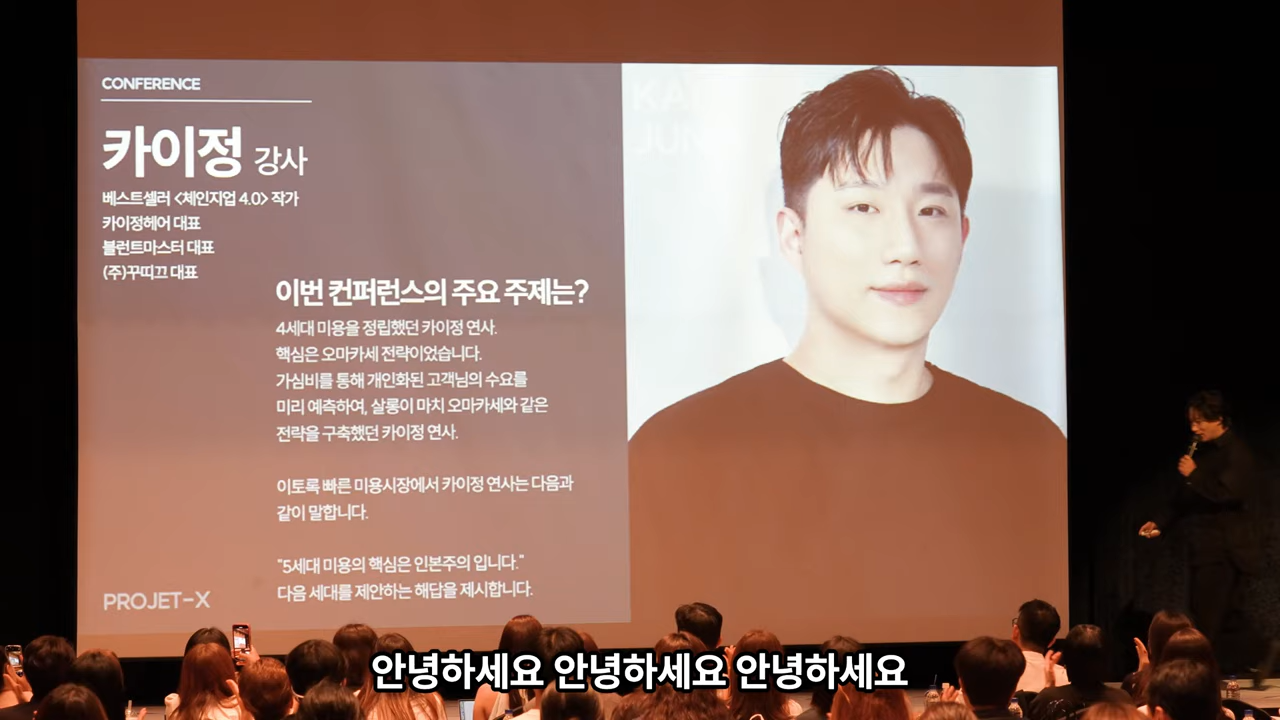 CONFERENCE
카이정 강사
베스트셀러 <체인지업 4.0> 작가
카이정헤어 대표
블런트마스터 대표
(주)꾸띠끄 대표
이번 컨퍼런스의 주요 주제는?
4세대 미용을 정립했던 카이정 연사.
핵심은 오마카세 전략이었습니다.
가심비를 통해 개인화된 고객님의 수요를
미리 예측하여, 살롱이 마치 오마카세와 같은
전략을 구축했던 카이정 연사.
이토록 빠른 미용시장에서 카이정 연사는 다음과
같이 말합니다.
"5세대 미용의 핵심은 인본주의 입니다."
다음 세대를 제안하는 해답을 제시합니다.
PROJET-X
안녕하세요 안녕하세요 안녕하세요